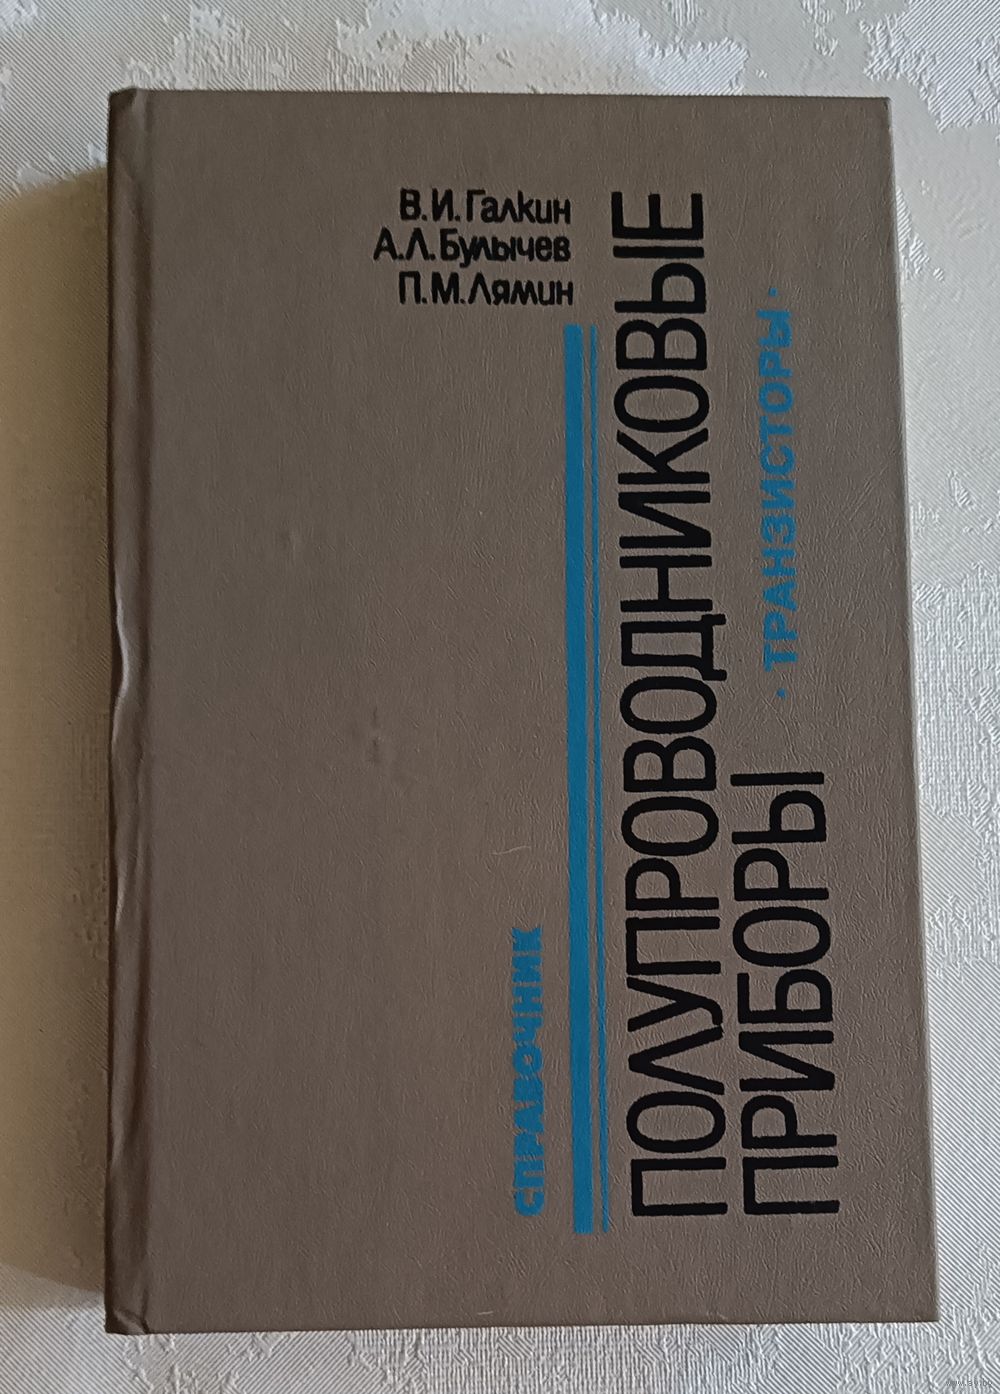 В.И.Галкин
А.Л.Булычев
П.М.Лямин
СПРАВОЧНИК
ПОЛУПРОВОДНИКОВЫЕ
ПРИБОРЫ
· ТРАНЗИСТОРЫ ·